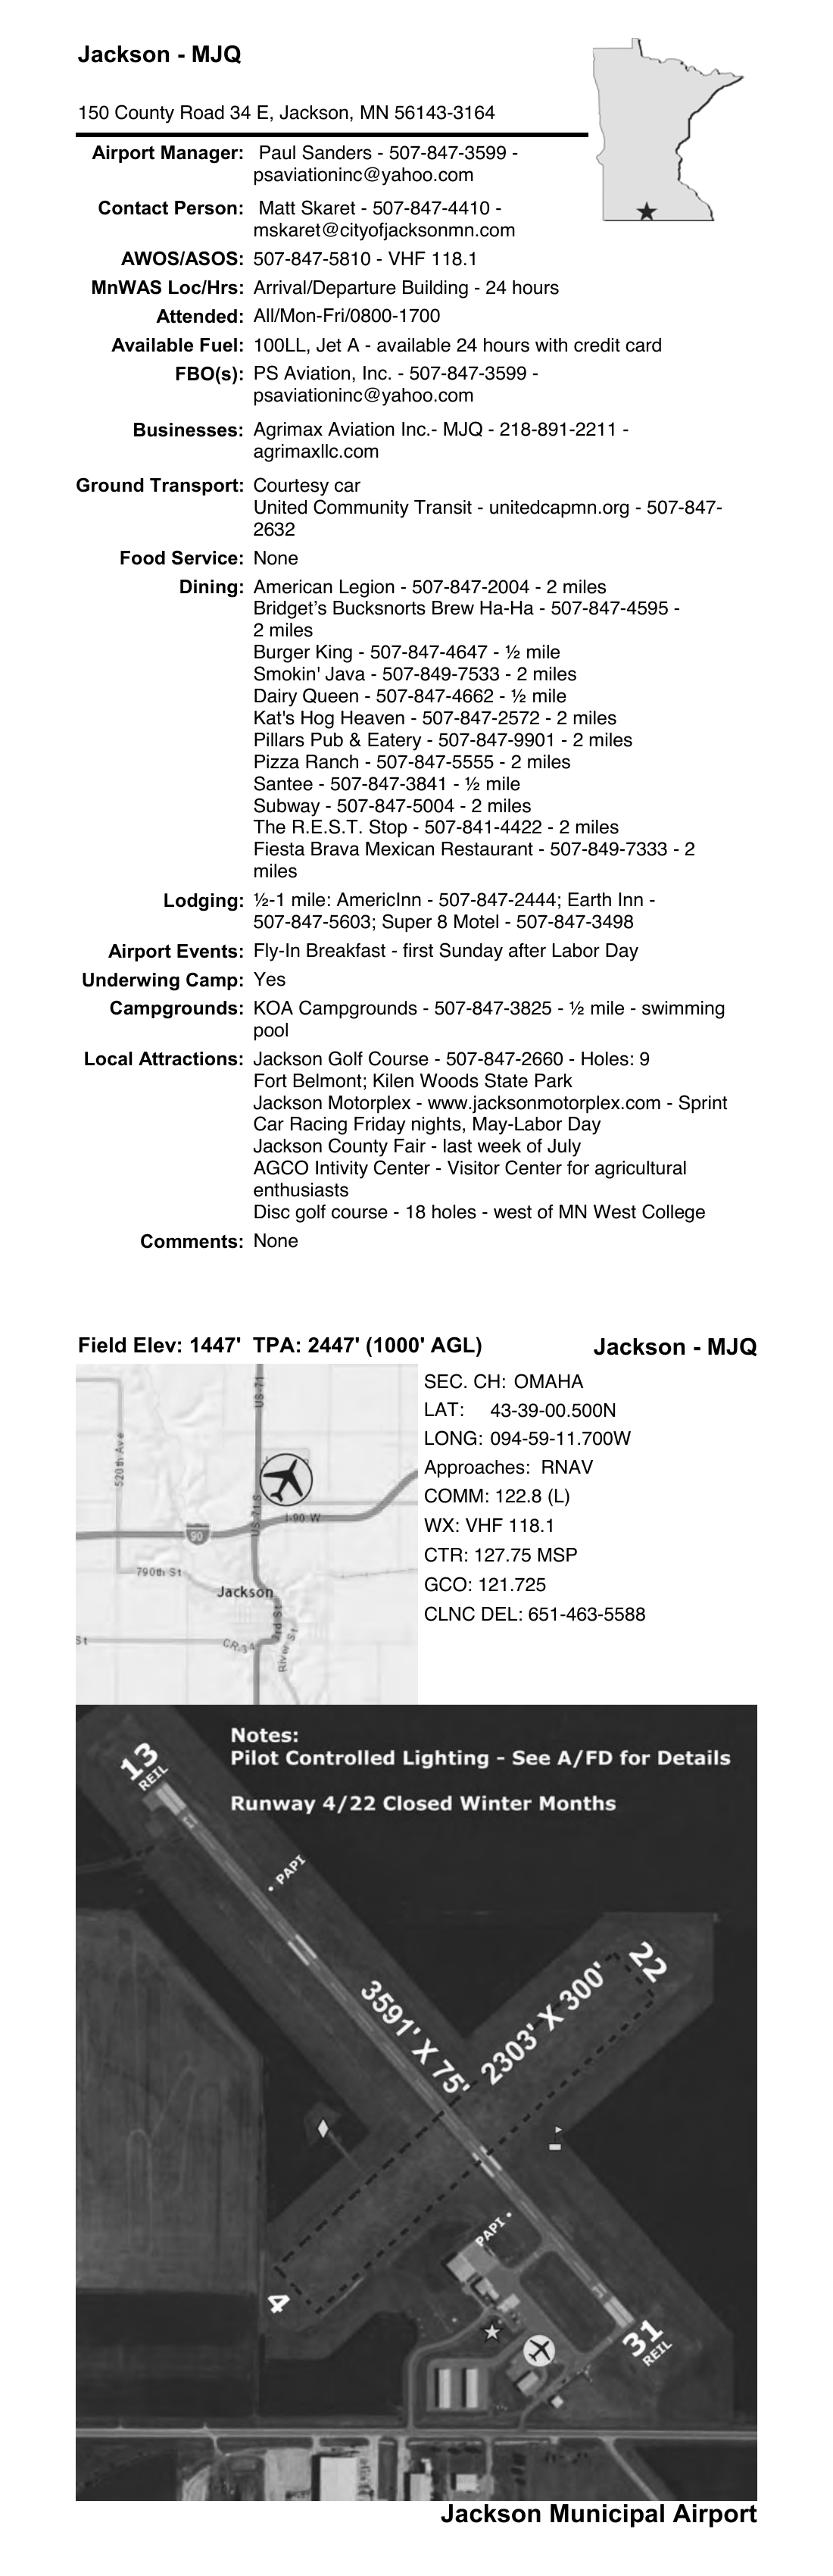 Jackson - MJQ
150 County Road 34 E, Jackson, MN 56143-3164
Airport Manager: Paul Sanders - 507-847-3599 -
psaviationinc@yahoo.com
Contact Person: Matt Skaret - 507-847-4410 -
mskaret@cityofjacksonmn.com
AWOS/ASOS: 507-847-5810 - VHF 118.1
MnWAS Loc/Hrs: Arrival/Departure Building - 24 hours
Attended: All/Mon-Fri/0800-1700
Available Fuel: 100LL, Jet A - available 24 hours with credit card
FBO(s): PS Aviation, Inc. - 507-847-3599 -
psaviationinc@yahoo.com
Businesses: Agrimax Aviation Inc.- MJQ - 218-891-2211 -
agrimaxllc.com
Ground Transport: Courtesy car
United Community Transit - unitedcapmn.org - 507-847-
2632
Food Service: None
Dining: American Legion - 507-847-2004 - 2 miles
Bridget’s Bucksnorts Brew Ha-Ha - 507-847-4595 -
2 miles
Burger King - 507-847-4647 - ½ mile
Smokin' Java - 507-849-7533 - 2 miles
Dairy Queen - 507-847-4662 - ½ mile
Kat's Hog Heaven - 507-847-2572 - 2 miles
Pillars Pub & Eatery - 507-847-9901 - 2 miles
Pizza Ranch - 507-847-5555 - 2 miles
Santee - 507-847-3841 - ½ mile
Subway - 507-847-5004 - 2 miles
The R.E.S.T. Stop - 507-841-4422 - 2 miles
Fiesta Brava Mexican Restaurant - 507-849-7333 - 2
miles
Lodging: ½-1 mile: AmericInn - 507-847-2444; Earth Inn -
507-847-5603; Super 8 Motel - 507-847-3498
Airport Events: Fly-In Breakfast - first Sunday after Labor Day
Underwing Camp: Yes
Campgrounds: KOA Campgrounds - 507-847-3825 - ½ mile - swimming
pool
Local Attractions: Jackson Golf Course - 507-847-2660 - Holes: 9
Fort Belmont; Kilen Woods State Park
Jackson Motorplex - www.jacksonmotorplex.com - Sprint
Car Racing Friday nights, May-Labor Day
Jackson County Fair - last week of July
AGCO Intivity Center - Visitor Center for agricultural
enthusiasts
Disc golf course - 18 holes - west of MN West College
Comments: None
Field Elev: 1447' TPA: 2447' (1000' AGL)
Jackson - MJQ
US-71
520th Ave
US-71 S
I-90 W
90
790th St
Jackson
2nd St
River St
St
CR-34
SEC. CH: OMAHA
LAT: 43-39-00.500N
LONG: 094-59-11.700W
Approaches: RNAV
COMM: 122.8 (L)
WX: VHF 118.1
CTR: 127.75 MSP
GCO: 121.725
CLNC DEL: 651-463-5588
Notes:
Pilot Controlled Lighting - See A/FD for Details
Runway 4/22 Closed Winter Months
13
REIL
PAPI
22
3591' X 75'
2303' X 300'
PAPI
4
31
REIL
Jackson Municipal Airport